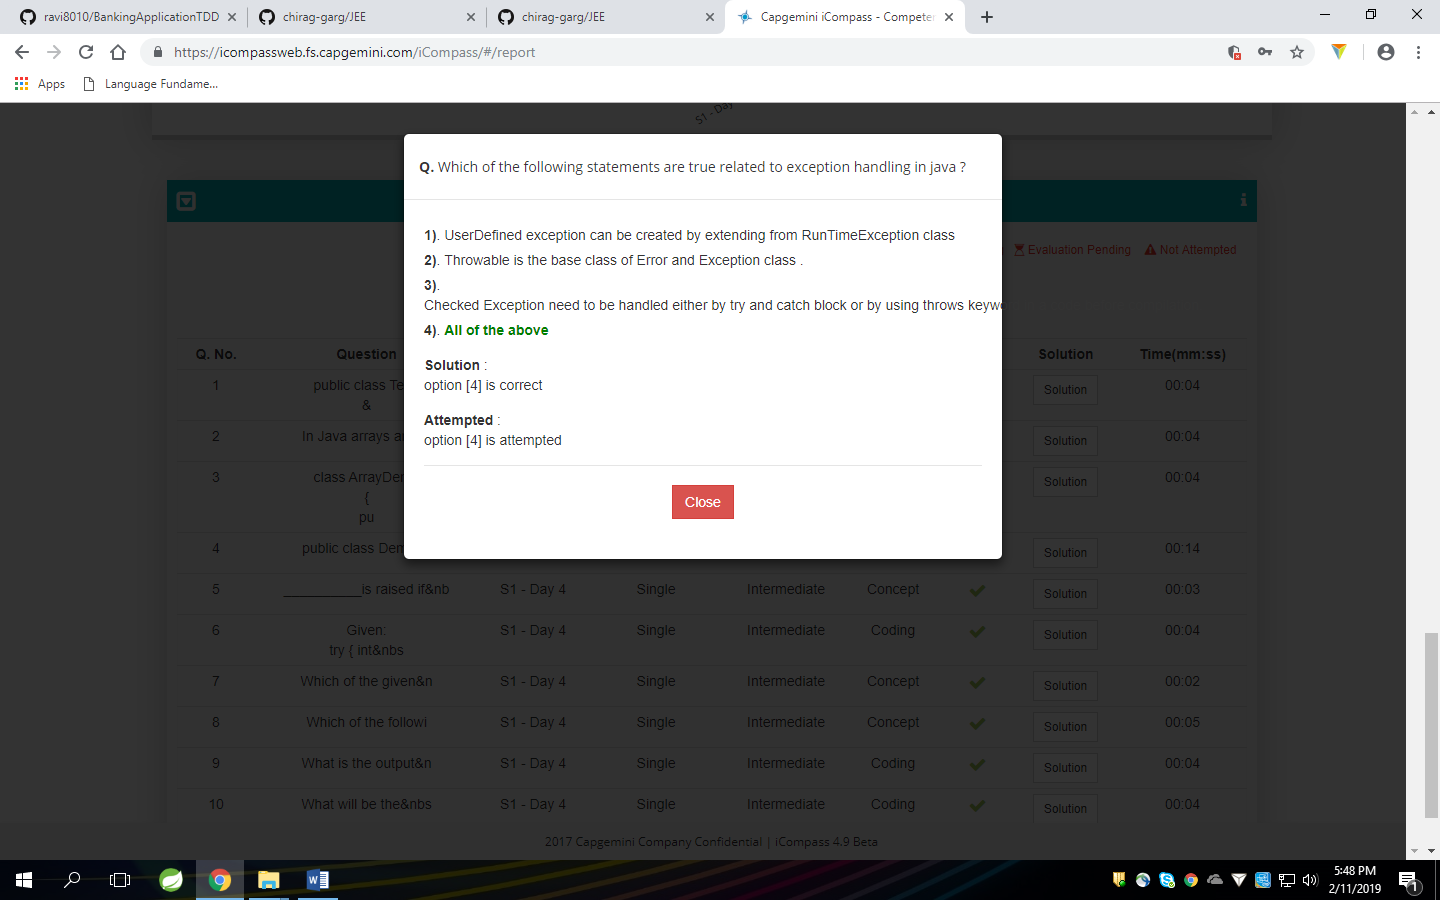 ravi8010/BankingApplicationTDD
chirag-garg/JEE
chirag-garg/JEE
Capgemini iCompass - Compete
https://icompassweb.fs.capgemini.com/iCompass/#/report
Apps
Language Fundame...
S1 - Day
Q. Which of the following statements are true related to exception handling in java ?
1). UserDefined exception can be created by extending from RunTimeException class
2). Throwable is the base class of Error and Exception class .
3).
Checked Exception need to be handled either by try and catch block or by using throws keyw
4). All of the above
Solution :
option [4] is correct
Attempted :
option [4] is attempted
Close
Evaluation Pending Not Attempted
Q. No. Question Solution Time(mm:ss)
1 public class Te Solution 00:04
&
2 In Java arrays a Solution 00:04
3 class ArrayDe Solution 00:04
{
pu
4 public class Dem Solution 00:14
5 __________is raised if&nb S1 - Day 4 Single Intermediate Concept Solution 00:03
6 Given: S1 - Day 4 Single Intermediate Coding Solution 00:04
try { int&nbs
7 Which of the given&n S1 - Day 4 Single Intermediate Concept Solution 00:02
8 Which of the followi S1 - Day 4 Single Intermediate Concept Solution 00:05
9 What is the output&n S1 - Day 4 Single Intermediate Coding Solution 00:04
10 What will be the&nbs S1 - Day 4 Single Intermediate Coding Solution 00:04
2017 Capgemini Company Confidential | iCompass 4.9 Beta
5:48 PM
2/11/2019
1